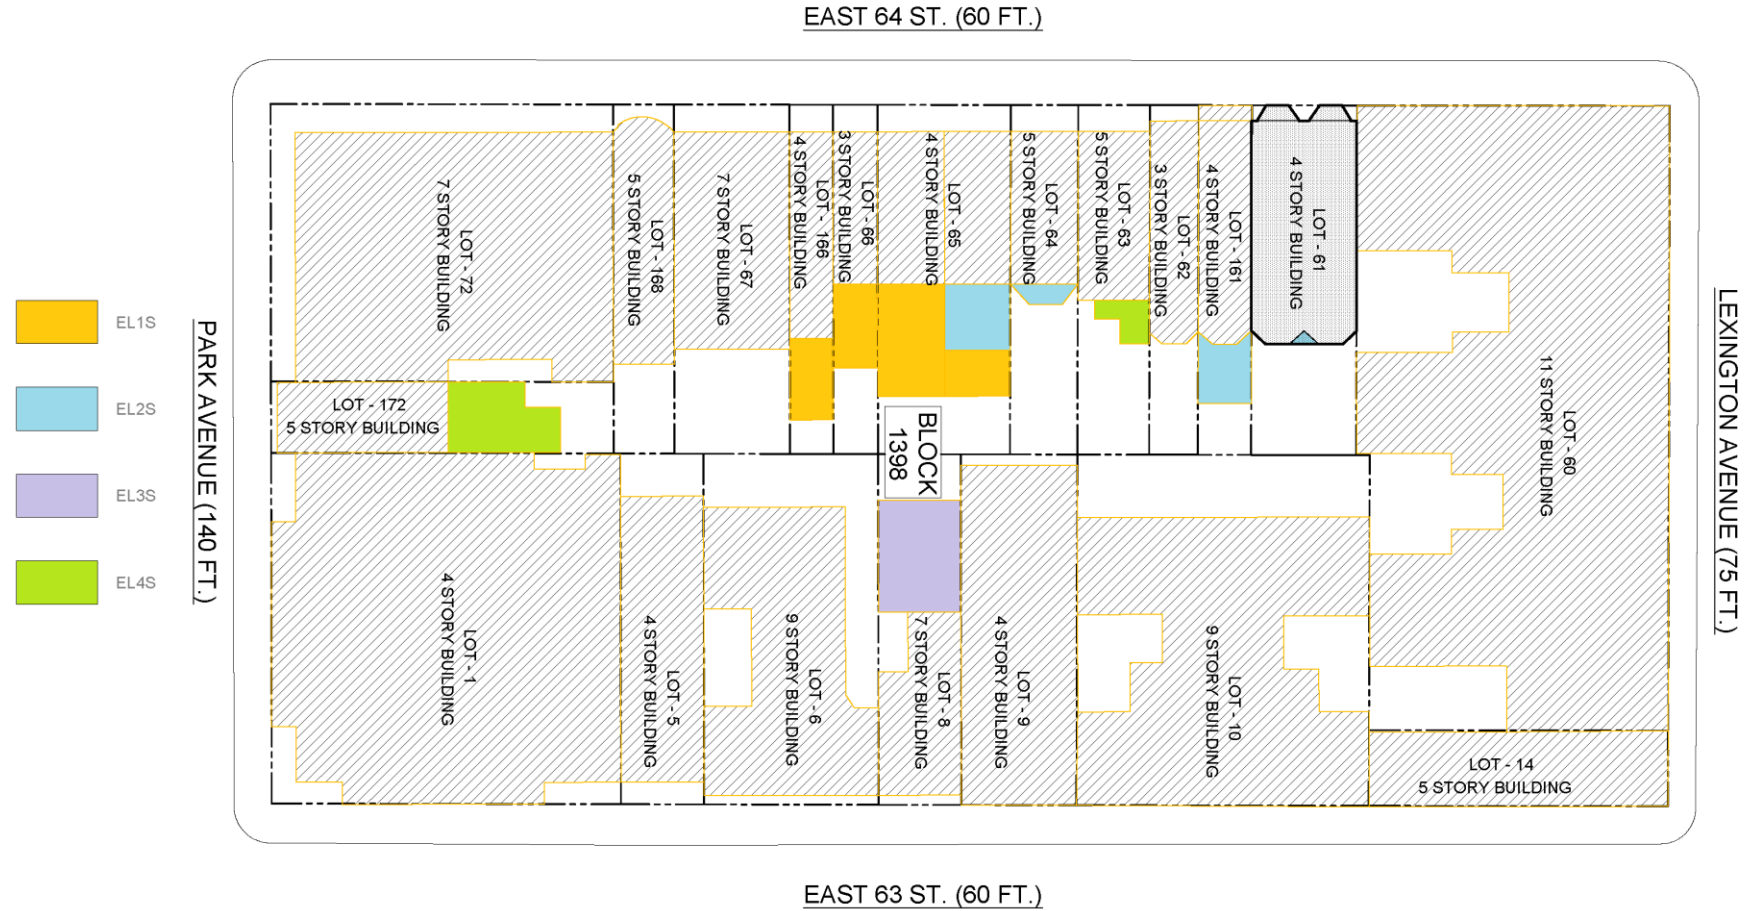 EAST 64 ST. (60 FT.)
EL1S
EL2S
EL3S
EL4S
PARK AVENUE (140 FT.)
LOT - 72
7 STORY BUILDING
LOT - 168
5 STORY BUILDING
LOT - 67
7 STORY BUILDING
LOT - 166
4 STORY BUILDING
LOT - 66
3 STORY BUILDING
LOT - 65
4 STORY BUILDING
LOT - 64
5 STORY BUILDING
LOT - 63
5 STORY BUILDING
LOT - 62
3 STORY BUILDING
LOT - 161
4 STORY BUILDING
LOT - 61
4 STORY BUILDING
LOT - 60
11 STORY BUILDING
LEXINGTON AVENUE (75 FT.)
LOT - 172
5 STORY BUILDING
BLOCK
1398
LOT - 1
4 STORY BUILDING
LOT - 5
4 STORY BUILDING
LOT - 6
9 STORY BUILDING
LOT - 8
7 STORY BUILDING
LOT - 9
4 STORY BUILDING
LOT - 10
9 STORY BUILDING
LOT - 14
5 STORY BUILDING
EAST 63 ST. (60 FT.)